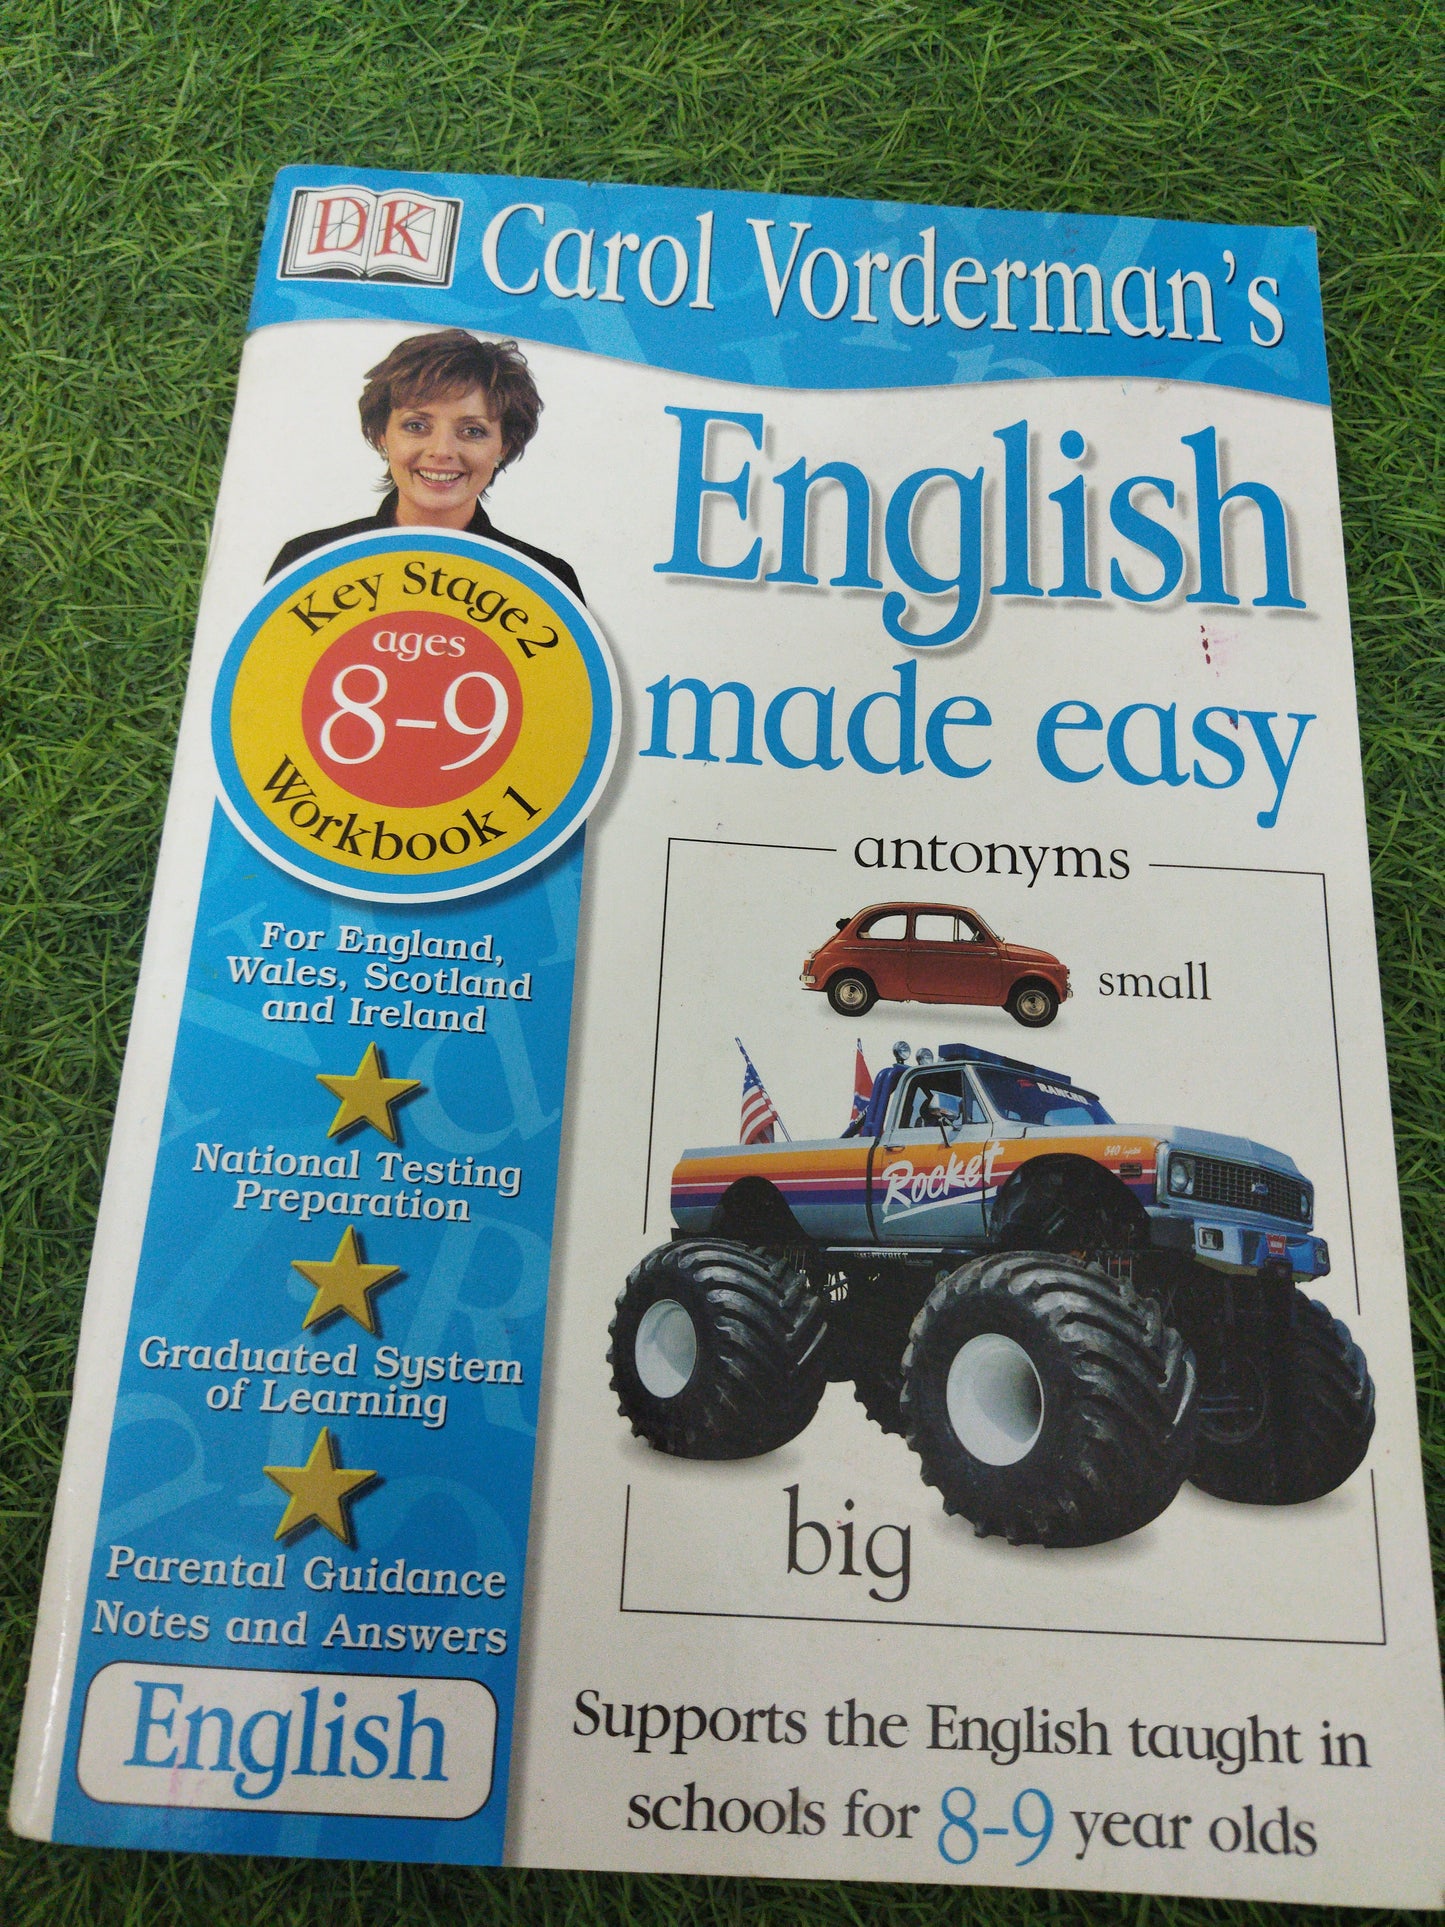 DK
Carol Vorderman's
English
made easy
Key Stage 2
ages
8-9
Workbook 1
For England,
Wales, Scotland
and Ireland
National Testing
Preparation
Graduated System
of Learning
Parental Guidance
Notes and Answers
English
antonyms
small
RANCHO
Rocket
540
big
Supports the English taught in
schools for 8-9 year olds